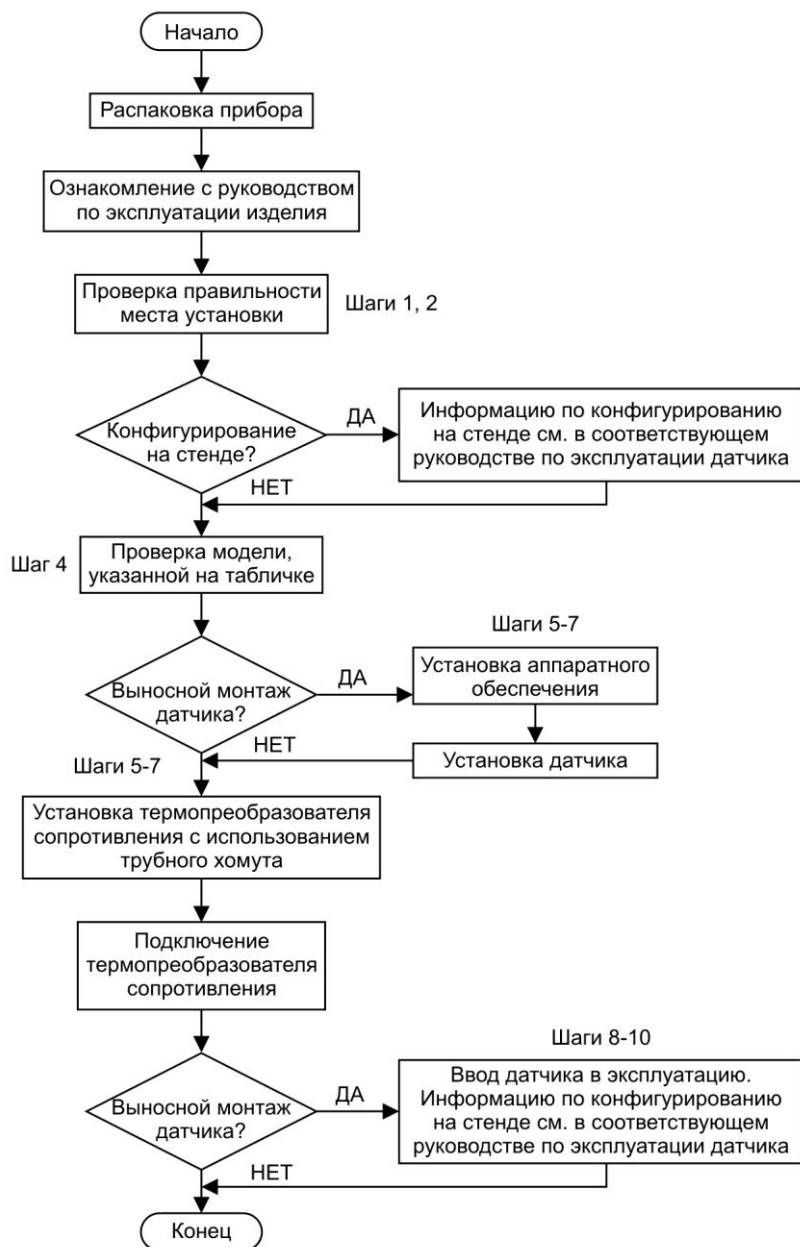 Начало
Распаковка прибора
Ознакомление с руководством
по эксплуатации изделия
Проверка правильности
места установки
Шаги 1, 2
Конфигурирование
на стенде?
ДА
Информацию по конфигурированию
на стенде см. в соответствующем
руководстве по эксплуатации датчика
НЕТ
Шаг 4
Проверка модели,
указанной на табличке
Выносной монтаж
датчика?
ДА
Шаги 5-7
Установка аппаратного
обеспечения
Установка датчика
НЕТ
Шаги 5-7
Установка термопреобразователя
сопротивления с использованием
трубного хомута
Подключение
термопреобразователя
сопротивления
Выносной монтаж
датчика?
ДА
Шаги 8-10
Ввод датчика в эксплуатацию.
Информацию по конфигурированию
на стенде см. в соответствующем
руководстве по эксплуатации датчика
НЕТ
Конец